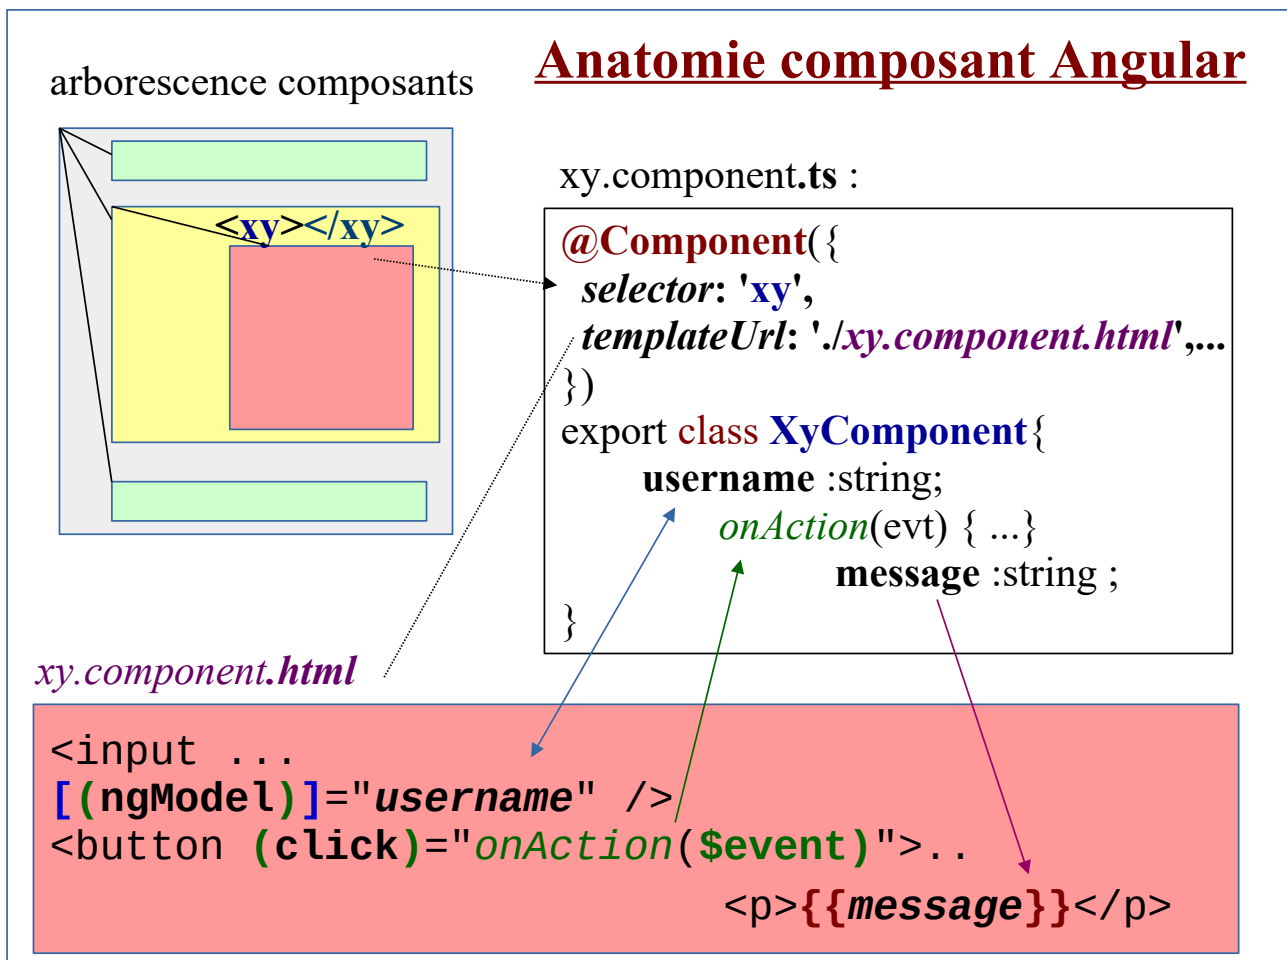 Anatomie composant Angular
arborescence composants
<xy></xy>
xy.component.ts :
@Component({
selector: 'xy',
templateUrl: './xy.component.html',...
})
export class XyComponent{
username :string;
onAction(evt) { ...}
message :string ;
}
xy.component.html
<input ...
[(ngModel)]="username" />
<button (click)="onAction($event)">..
<p>{{message}}</p>